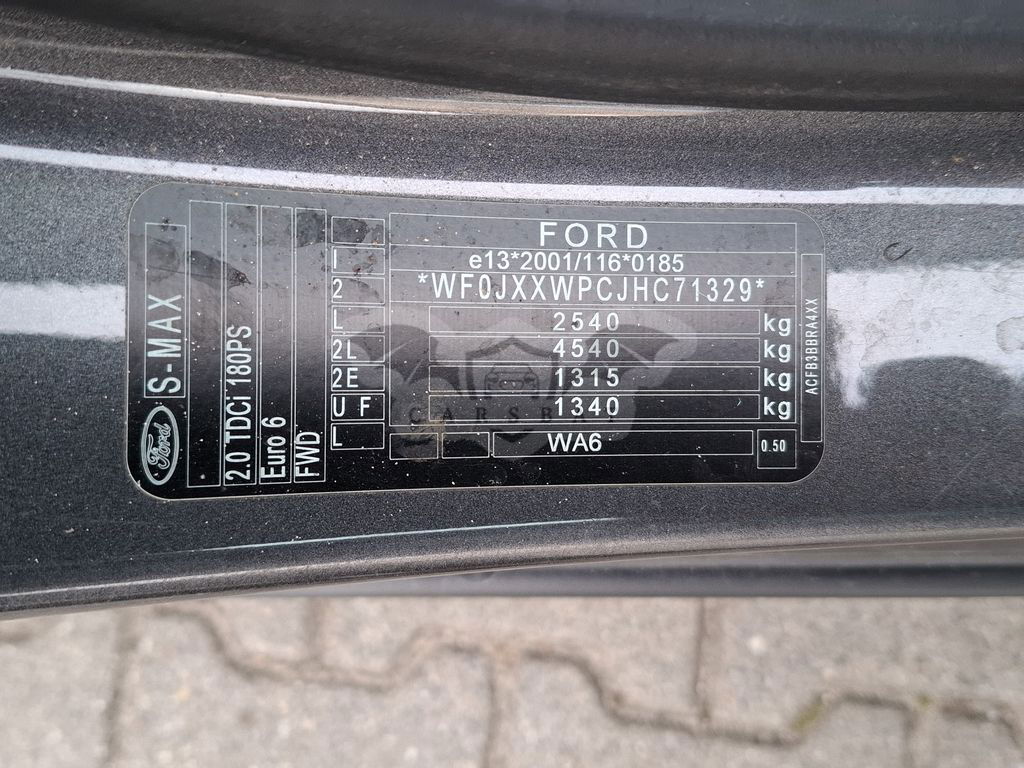 S-MAX
Ford
2.0 TDCi 180PS
Euro 6
FWD
FORD
I e13*2001/116*0185
2 *WF0JXXWPCJHC71329*
L 2540 kg
2L 4540 kg
2E 1315 kg
UF 1340 kg
L WA6 0.50
ACFB3BBRA4XX